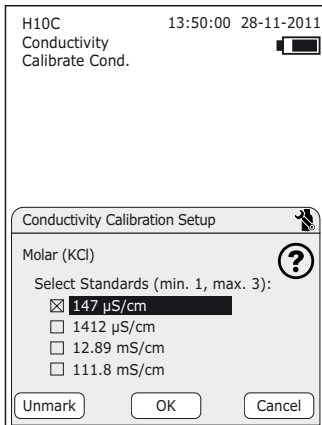 H10C 13:50:00 28-11-2011
Conductivity
Calibrate Cond.
Conductivity Calibration Setup
Molar (KCl)
?
Select Standards (min. 1, max. 3):
☒ 147 µS/cm
☐ 1412 µS/cm
☐ 12.89 mS/cm
☐ 111.8 mS/cm
Unmark OK Cancel